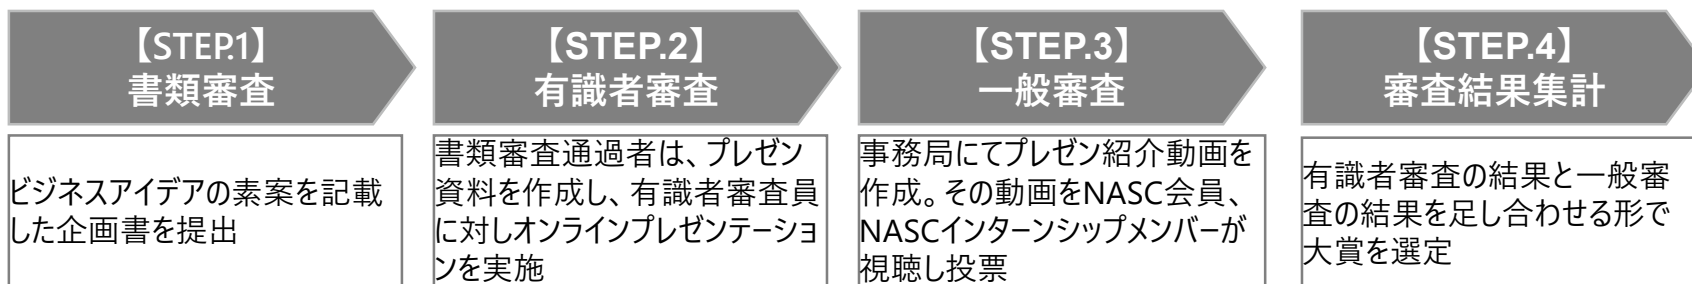 【STEP.1】
書類審査
ビジネスアイデアの素案を記載
した企画書を提出
【STEP.2】
有識者審査
書類審査通過者は、プレゼン
資料を作成し、有識者審査員
に対しオンラインプレゼンテーショ
ンを実施
【STEP.3】
一般審査
事務局にてプレゼン紹介動画を
作成。その動画をNASC会員、
NASCインターンシップメンバーが
視聴し投票
【STEP.4】
審査結果集計
有識者審査の結果と一般審
査の結果を足し合わせる形で
大賞を選定